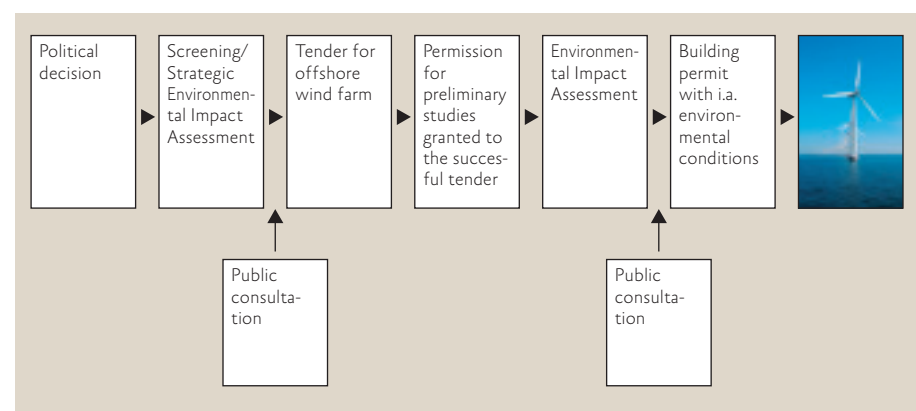 Political
decision
Screening/
Strategic
Environmen-
tal Impact
Assessment
Tender for
offshore
wind farm
Permission
for
preliminary
studies
granted to
the succes-
ful tender
Environmen-
tal Impact
Assessment
Building
permit
with i.a.
environ-
mental
conditions
Public
consulta-
tion
Public
consulta-
tion